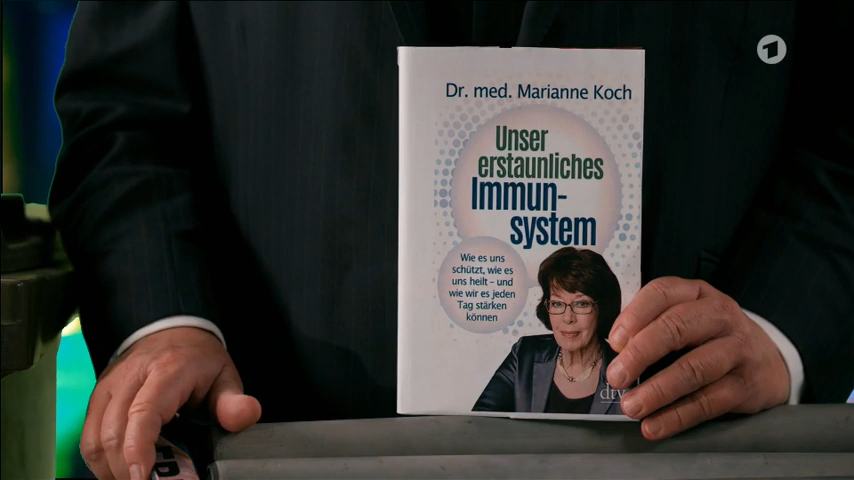 Dr. med. Marianne Koch
Unser
erstaunliches
Immun-
system
Wie es uns
schützt, wie es
uns heilt – und
wie wir es jeden
Tag stärken
können
dtv
1